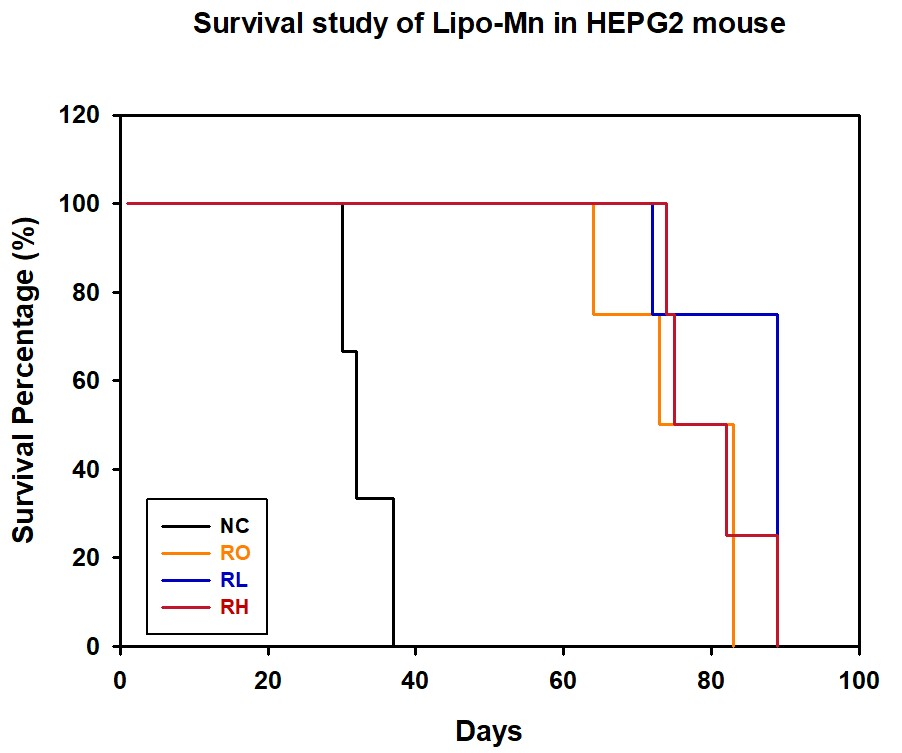 Survival study of Lipo-Mn in HEPG2 mouse
120
100
80
60
40
20
0
Survival Percentage (%)
NC
RO
RL
RH
0 20 40 60 80 100
Days